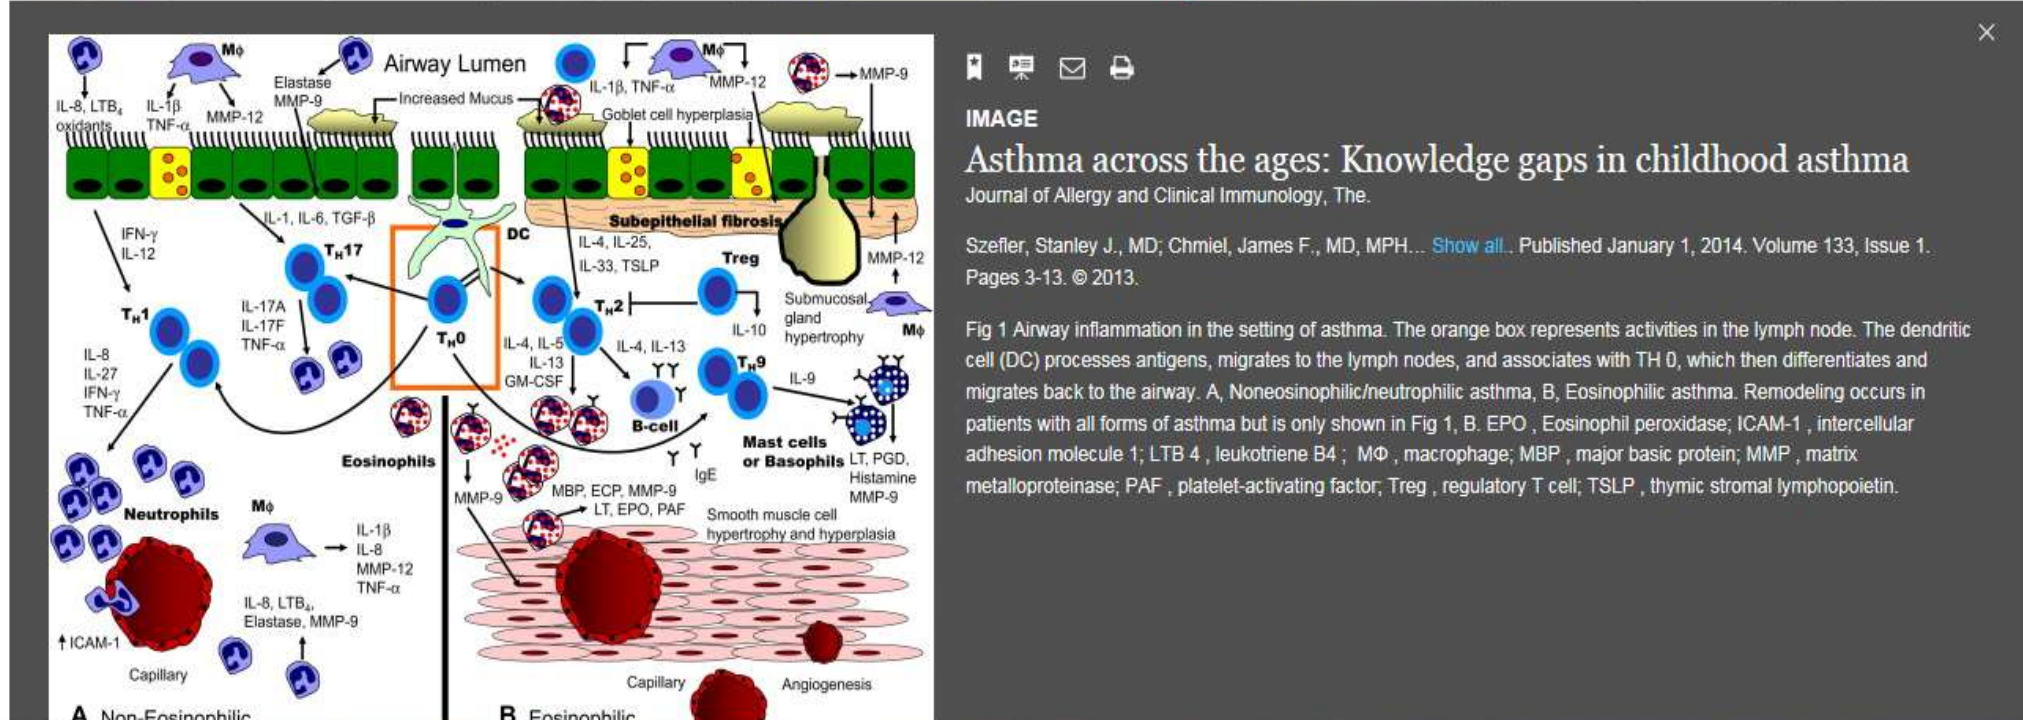 Mϕ
Airway Lumen
Mϕ
IL-8, LTB4
oxidants
IL-1β
TNF-α
MMP-12
Elastase
MMP-9
Increased Mucus
IL-1β, TNF-α
MMP-12
MMP-9
Goblet cell hyperplasia
IFN-γ
IL-12
IL-1, IL-6, TGF-β
TH17
DC
Subepithelial fibrosis
IL-4, IL-25,
IL-33, TSLP
Treg
MMP-12
TH1
IL-17A
IL-17F
TNF-α
TH0
TH2
IL-10
Submucosal
gland
hypertrophy
Mϕ
IL-8
IL-27
IFN-γ
TNF-α
IL-4, IL-5
IL-13
GM-CSF
IL-4, IL-13
TH9
IL-9
B-cell
Eosinophils
Mast cells
or Basophils
LT, PGD,
Histamine
MMP-9
IgE
MMP-9
MBP, ECP, MMP-9
LT, EPO, PAF
Neutrophils
Mϕ
IL-1β
IL-8
MMP-12
TNF-α
Smooth muscle cell
hypertrophy and hyperplasia
IL-8, LTB4,
Elastase, MMP-9
ICAM-1
Capillary
Capillary
Angiogenesis
A Non-Eosinophilic
B Eosinophilic
IMAGE
Asthma across the ages: Knowledge gaps in childhood asthma
Journal of Allergy and Clinical Immunology, The.
Szefler, Stanley J., MD; Chmiel, James F., MD, MPH... Show all.. Published January 1, 2014. Volume 133, Issue 1.
Pages 3-13. © 2013.
Fig 1 Airway inflammation in the setting of asthma. The orange box represents activities in the lymph node. The dendritic
cell (DC) processes antigens, migrates to the lymph nodes, and associates with TH 0, which then differentiates and
migrates back to the airway. A, Noneosinophilic/neutrophilic asthma, B, Eosinophilic asthma. Remodeling occurs in
patients with all forms of asthma but is only shown in Fig 1, B. EPO , Eosinophil peroxidase; ICAM-1 , intercellular
adhesion molecule 1; LTB 4 , leukotriene B4 ; MΦ , macrophage; MBP , major basic protein; MMP , matrix
metalloproteinase; PAF , platelet-activating factor; Treg , regulatory T cell; TSLP , thymic stromal lymphopoietin.